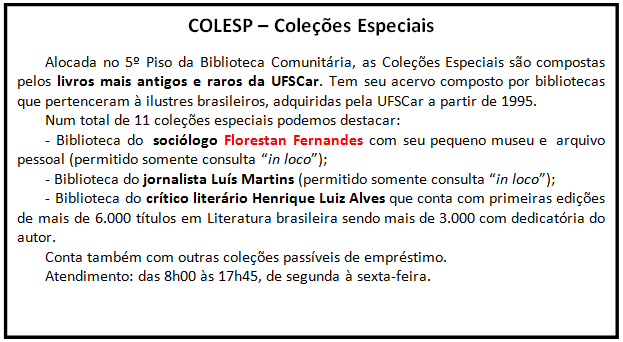 COLESP – Coleções Especiais
Alocada no 5º Piso da Biblioteca Comunitária, as Coleções Especiais são compostas
pelos livros mais antigos e raros da UFSCar. Tem seu acervo composto por bibliotecas
que pertenceram à ilustres brasileiros, adquiridas pela UFSCar a partir de 1995.
Num total de 11 coleções especiais podemos destacar:
- Biblioteca do sociólogo Florestan Fernandes com seu pequeno museu e arquivo
pessoal (permitido somente consulta “in loco”);
- Biblioteca do jornalista Luís Martins (permitido somente consulta “in loco”);
- Biblioteca do crítico literário Henrique Luiz Alves que conta com primeiras edições
de mais de 6.000 títulos em Literatura brasileira sendo mais de 3.000 com dedicatória do
autor.
Conta também com outras coleções passíveis de empréstimo.
Atendimento: das 8h00 às 17h45, de segunda à sexta-feira.